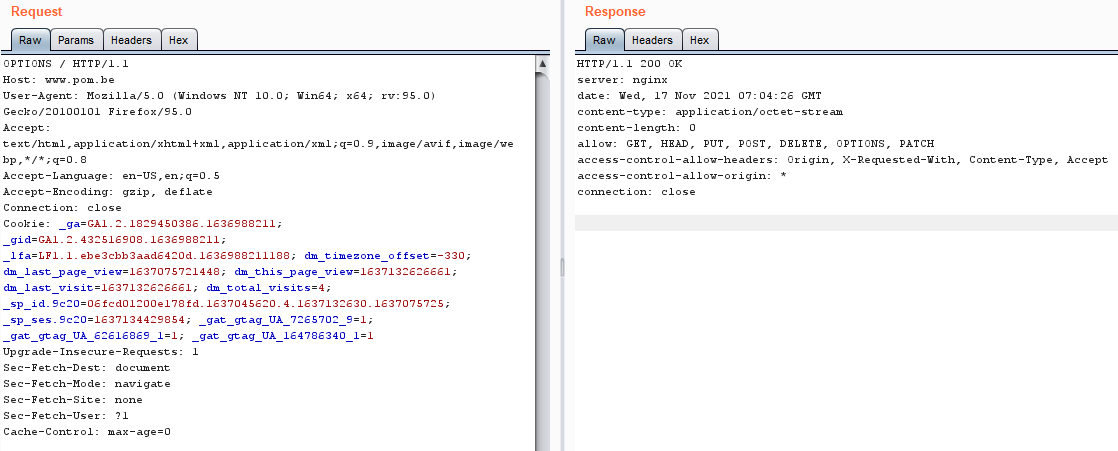 Request
Raw Params Headers Hex
OPTIONS / HTTP/1.1
Host: www.pom.be
User-Agent: Mozilla/5.0 (Windows NT 10.0; Win64; x64; rv:95.0)
Gecko/20100101 Firefox/95.0
Accept:
text/html,application/xhtml+xml,application/xml;q=0.9,image/avif,image/we
bp,*/*;q=0.8
Accept-Language: en-US,en;q=0.5
Accept-Encoding: gzip, deflate
Connection: close
Cookie: _ga=GA1.2.1829450386.1636988211;
_gid=GA1.2.432516908.1636988211;
_lfa=LF1.1.ebe3cbb3aad6420d.1636988211188; dm_timezone_offset=-330;
dm_last_page_view=1637075721448; dm_this_page_view=1637132626661;
dm_last_visit=1637132626661; dm_total_visits=4;
_sp_id.9c20=06fcd01200e178fd.1637045620.4.1637132630.1637075725;
_sp_ses.9c20=1637134429854; _gat_gtag_UA_7265702_9=1;
_gat_gtag_UA_62616869_1=1; _gat_gtag_UA_164786340_1=1
Upgrade-Insecure-Requests: 1
Sec-Fetch-Dest: document
Sec-Fetch-Mode: navigate
Sec-Fetch-Site: none
Sec-Fetch-User: ?1
Cache-Control: max-age=0
Response
Raw Headers Hex
HTTP/1.1 200 OK
server: nginx
date: Wed, 17 Nov 2021 07:04:26 GMT
content-type: application/octet-stream
content-length: 0
allow: GET, HEAD, PUT, POST, DELETE, OPTIONS, PATCH
access-control-allow-headers: Origin, X-Requested-With, Content-Type, Accept
access-control-allow-origin: *
connection: close